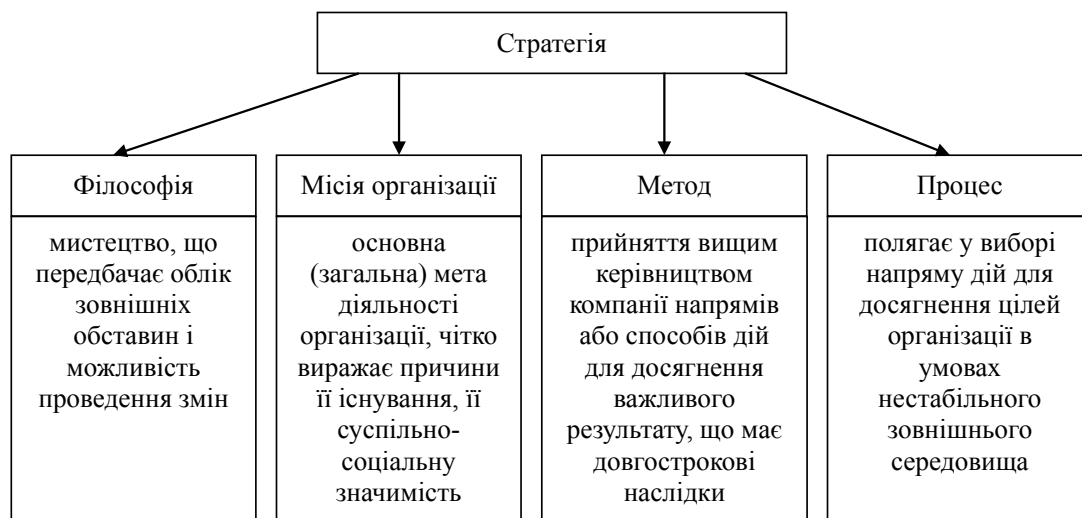 Стратегія
Філософія
мистецтво, що
передбачає облік
зовнішніх
обставин і
можливість
проведення змін
Місія організації
основна
(загальна) мета
діяльності
організації, чітко
виражає причини
її існування, її
суспільно-
соціальну
значимість
Метод
прийняття вищим
керівництвом
компанії напрямів
або способів дій
для досягнення
важливого
результату, що має
довгострокові
наслідки
Процес
полягає у виборі
напряму дій для
досягнення цілей
організації в
умовах
нестабільного
зовнішнього
середовища